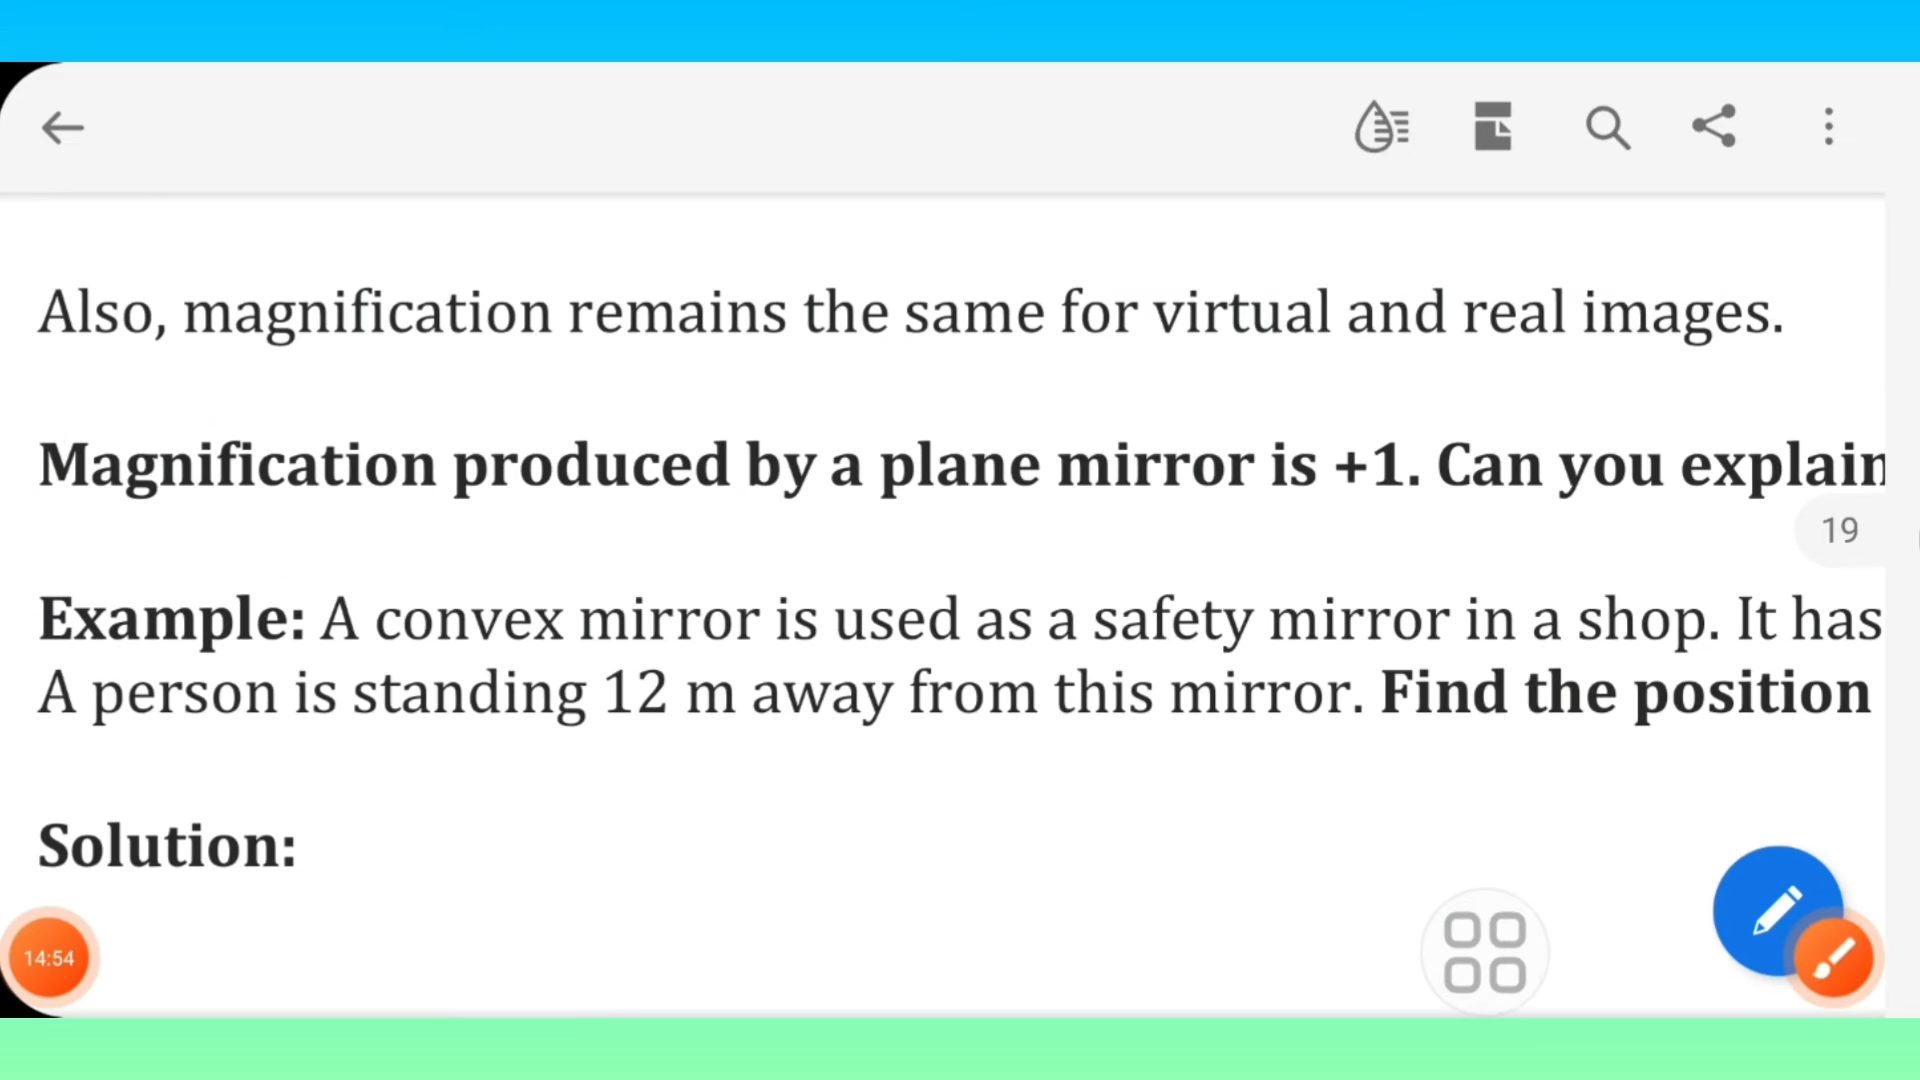 Also, magnification remains the same for virtual and real images.
Magnification produced by a plane mirror is +1. Can you explain
19
Example: A convex mirror is used as a safety mirror in a shop. It has
A person is standing 12 m away from this mirror. Find the position
Solution:
14:54